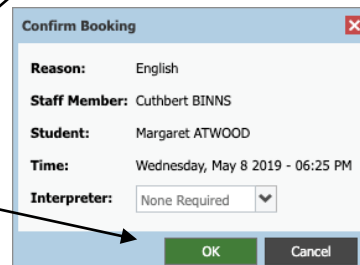 Confirm Booking
Reason: English
Staff Member: Cuthbert BINNS
Student: Margaret ATWOOD
Time: Wednesday, May 8 2019 - 06:25 PM
Interpreter: None Required
OK Cancel